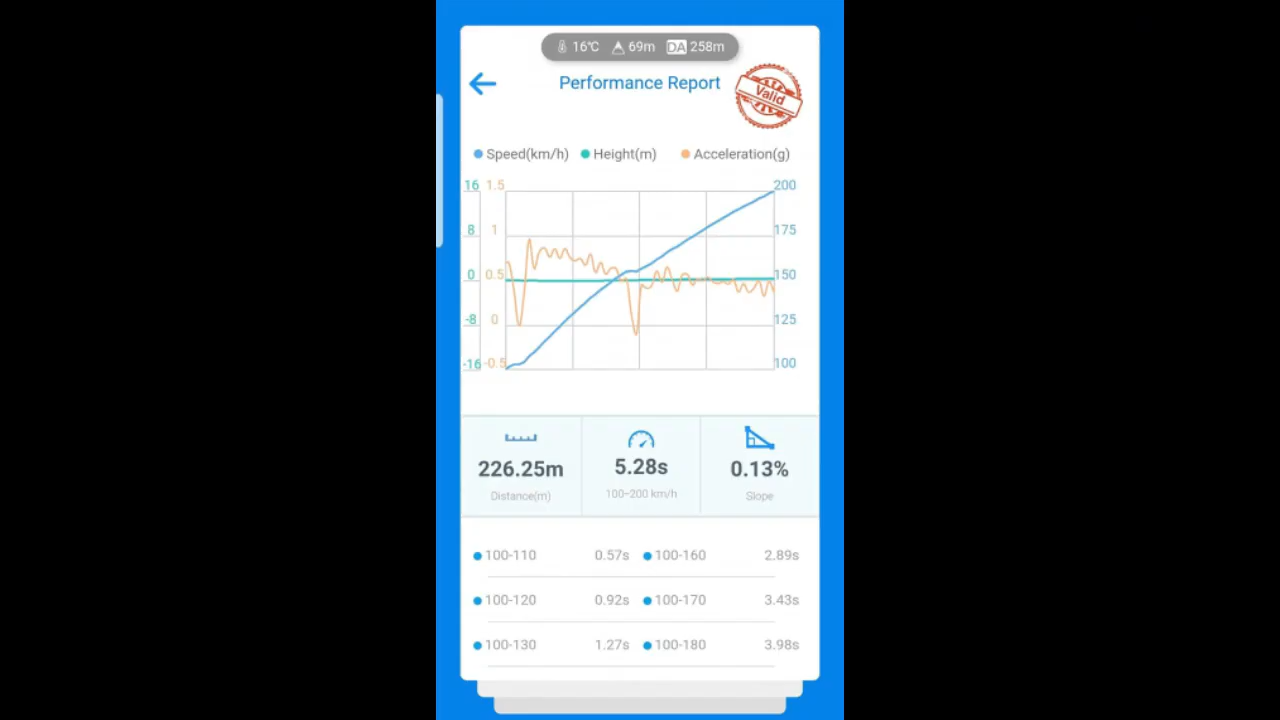 16℃ 69m DA 258m
Performance Report
Valid
Speed(km/h) Height(m) Acceleration(g)
16 1.5 200
8 1 175
0 0.5 150
-8 0 125
-16 -0.5 100
226.25m 5.28s 0.13%
Distance(m) 100-200 km/h Slope
100-110 0.57s 100-160 2.89s
100-120 0.92s 100-170 3.43s
100-130 1.27s 100-180 3.98s